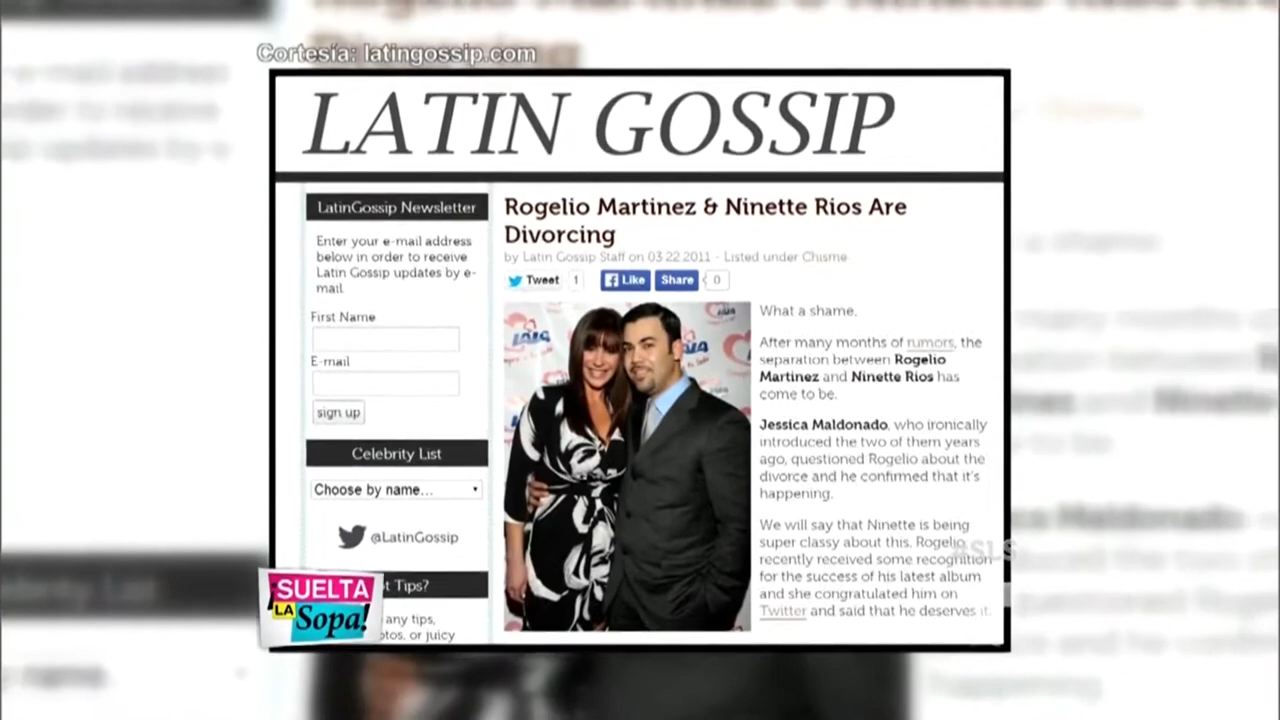 Cortesía: latingossip.com
LATIN GOSSIP
LatinGossip Newsletter
Enter your e-mail address
below in order to receive
Latin Gossip updates by e-
mail.
First Name
E-mail
sign up
Celebrity List
Choose by name...
@LatinGossip
t Tips?
any tips,
otos, or juicy
Rogelio Martinez & Ninette Rios Are
Divorcing
by Latin Gossip Staff on 03.22.2011 - Listed under Chisme
Tweet 1 Like Share 0
What a shame.
After many months of rumors, the
separation between Rogelio
Martinez and Ninette Rios has
come to be.
Jessica Maldonado, who ironically
introduced the two of them years
ago, questioned Rogelio about the
divorce and he confirmed that it's
happening.
We will say that Ninette is being
super classy about this. Rogelio
recently received some recognition
for the success of his latest album
and she congratulated him on
Twitter and said that he deserves it.
¡SUELTA
LA
Sopa!